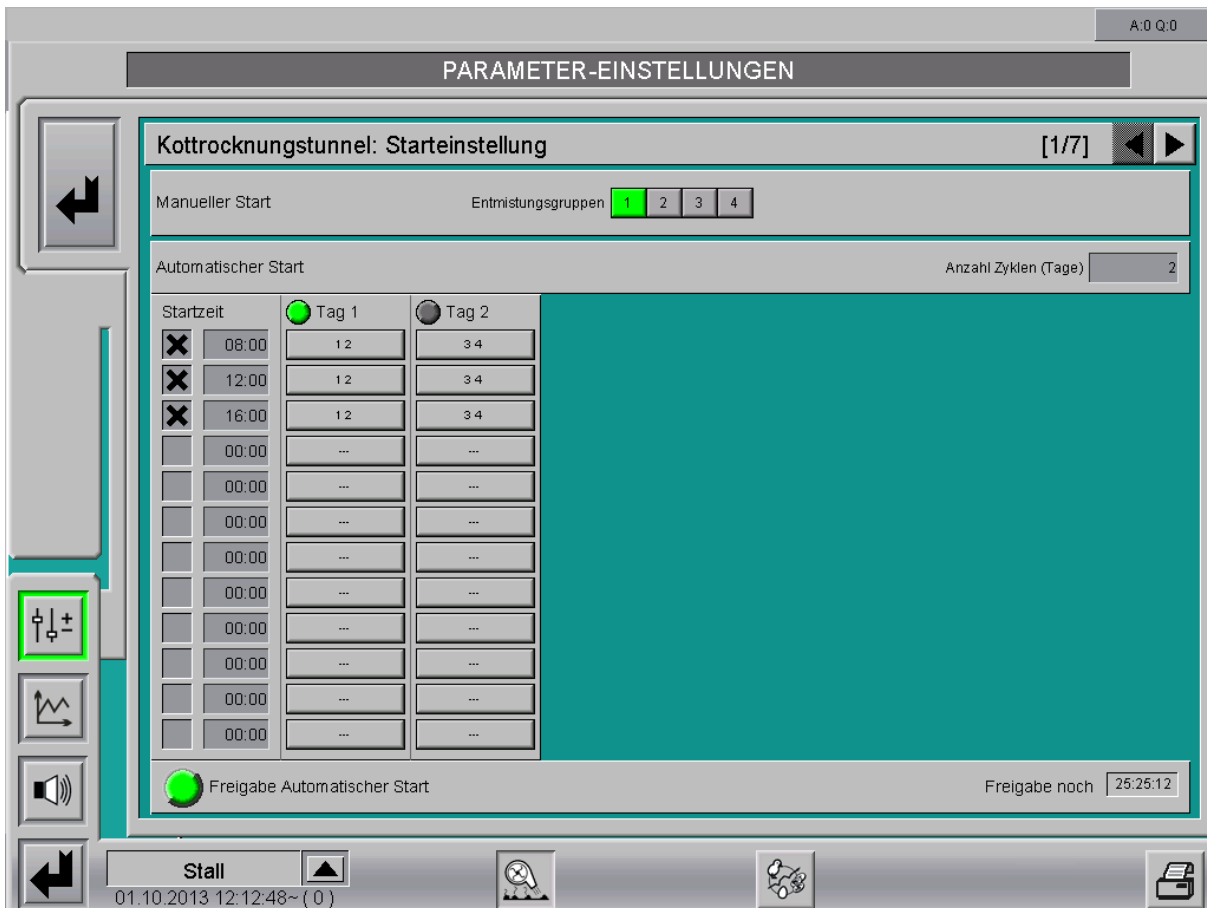 A:0 Q:0
PARAMETER-EINSTELLUNGEN
Kottrocknungstunnel: Starteinstellung [1/7]
Manueller Start Entmistungsgruppen 1 2 3 4
Automatischer Start Anzahl Zyklen (Tage) 2
Startzeit Tag 1 Tag 2
08:00 1 2 3 4
12:00 1 2 3 4
16:00 1 2 3 4
00:00 --- ---
00:00 --- ---
00:00 --- ---
00:00 --- ---
00:00 --- ---
00:00 --- ---
00:00 --- ---
00:00 --- ---
00:00 --- ---
Freigabe Automatischer Start Freigabe noch 25:25:12
Stall
01.10.2013 12:12:48~ ( 0 )